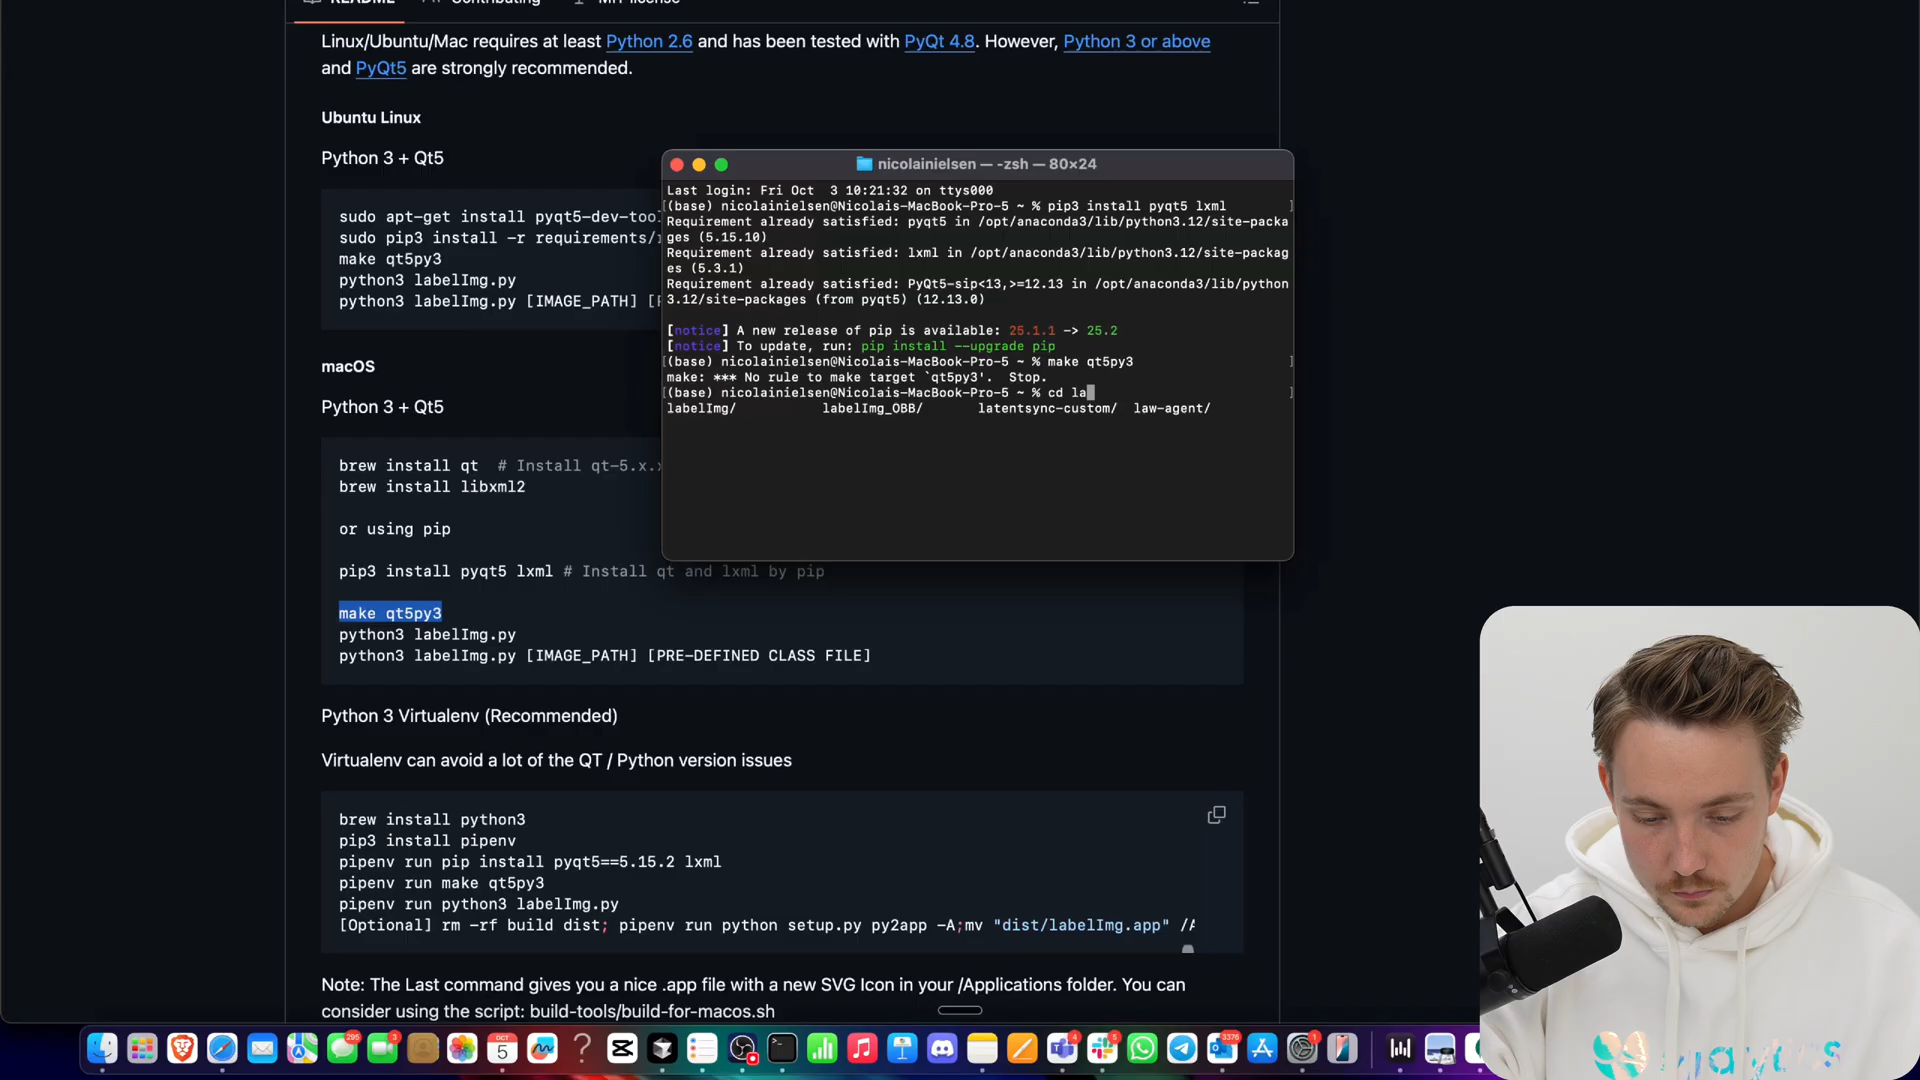 README Contributing MIT license
Linux/Ubuntu/Mac requires at least Python 2.6 and has been tested with PyQt 4.8. However, Python 3 or above
and PyQt5 are strongly recommended.
Ubuntu Linux
Python 3 + Qt5
sudo apt-get install pyqt5-dev-tool
sudo pip3 install -r requirements/
make qt5py3
python3 labelImg.py
python3 labelImg.py [IMAGE_PATH] [
macOS
Python 3 + Qt5
brew install qt # Install qt-5.x.x
brew install libxml2
or using pip
pip3 install pyqt5 lxml # Install qt and lxml by pip
make qt5py3
python3 labelImg.py
python3 labelImg.py [IMAGE_PATH] [PRE-DEFINED CLASS FILE]
Python 3 Virtualenv (Recommended)
Virtualenv can avoid a lot of the QT / Python version issues
brew install python3
pip3 install pipenv
pipenv run pip install pyqt5==5.15.2 lxml
pipenv run make qt5py3
pipenv run python3 labelImg.py
[Optional] rm -rf build dist; pipenv run python setup.py py2app -A;mv "dist/labelImg.app" /A
Note: The Last command gives you a nice .app file with a new SVG Icon in your /Applications folder. You can
consider using the script: build-tools/build-for-macos.sh
nicolainielsen — -zsh — 80×24
Last login: Fri Oct 3 10:21:32 on ttys000
[(base) nicolainielsen@Nicolais-MacBook-Pro-5 ~ % pip3 install pyqt5 lxml ]
Requirement already satisfied: pyqt5 in /opt/anaconda3/lib/python3.12/site-packa
ges (5.15.10)
Requirement already satisfied: lxml in /opt/anaconda3/lib/python3.12/site-packag
es (5.3.1)
Requirement already satisfied: PyQt5-sip<13,>=12.13 in /opt/anaconda3/lib/python
3.12/site-packages (from pyqt5) (12.13.0)
[notice] A new release of pip is available: 25.1.1 -> 25.2
[notice] To update, run: pip install --upgrade pip
[(base) nicolainielsen@Nicolais-MacBook-Pro-5 ~ % make qt5py3 ]
make: *** No rule to make target `qt5py3'. Stop.
[(base) nicolainielsen@Nicolais-MacBook-Pro-5 ~ % cd la ]
labelImg/ labelImg_OBB/ latentsync-custom/ law-agent/
295
3
OCT
5
4
5
3376
1